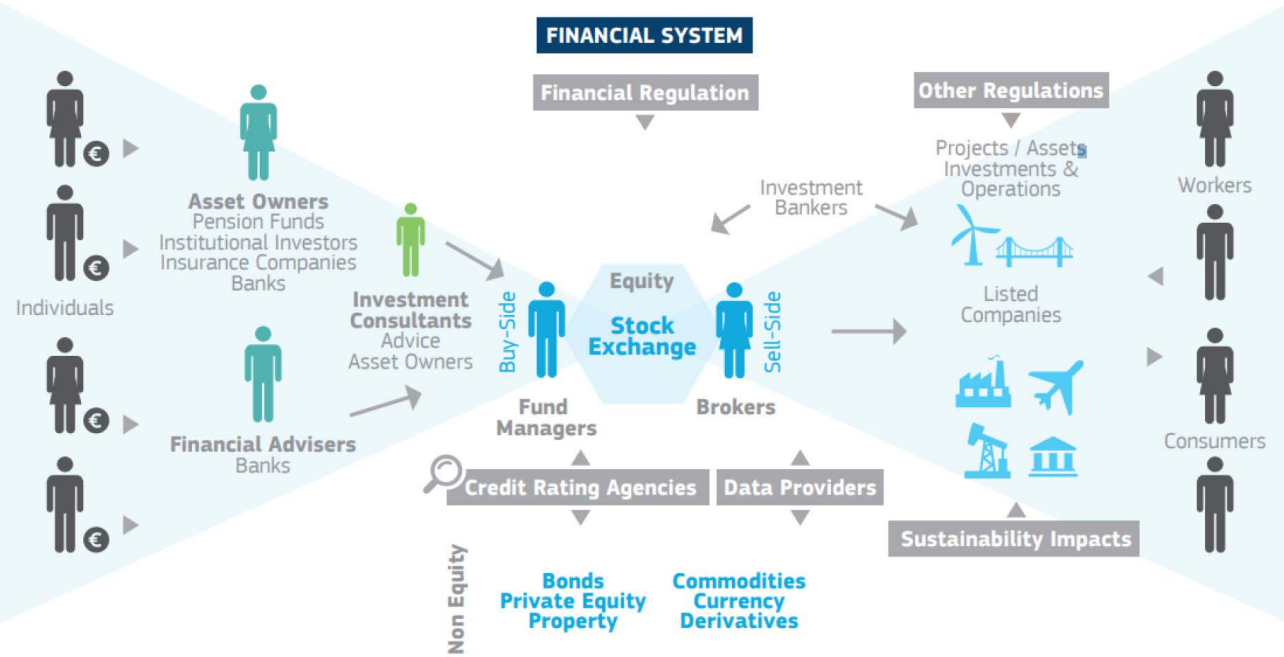 FINANCIAL SYSTEM
Financial Regulation
Other Regulations
€
€
Individuals
€
€
Asset Owners
Pension Funds
Institutional Investors
Insurance Companies
Banks
Financial Advisers
Banks
Investment
Consultants
Advice
Asset Owners
Buy-Side
Fund
Managers
Equity
Stock
Exchange
Sell-Side
Brokers
Investment
Bankers
Projects / Assets
Investments &
Operations
Listed
Companies
Workers
Consumers
Credit Rating Agencies
Data Providers
Sustainability Impacts
Non Equity
Bonds
Private Equity
Property
Commodities
Currency
Derivatives